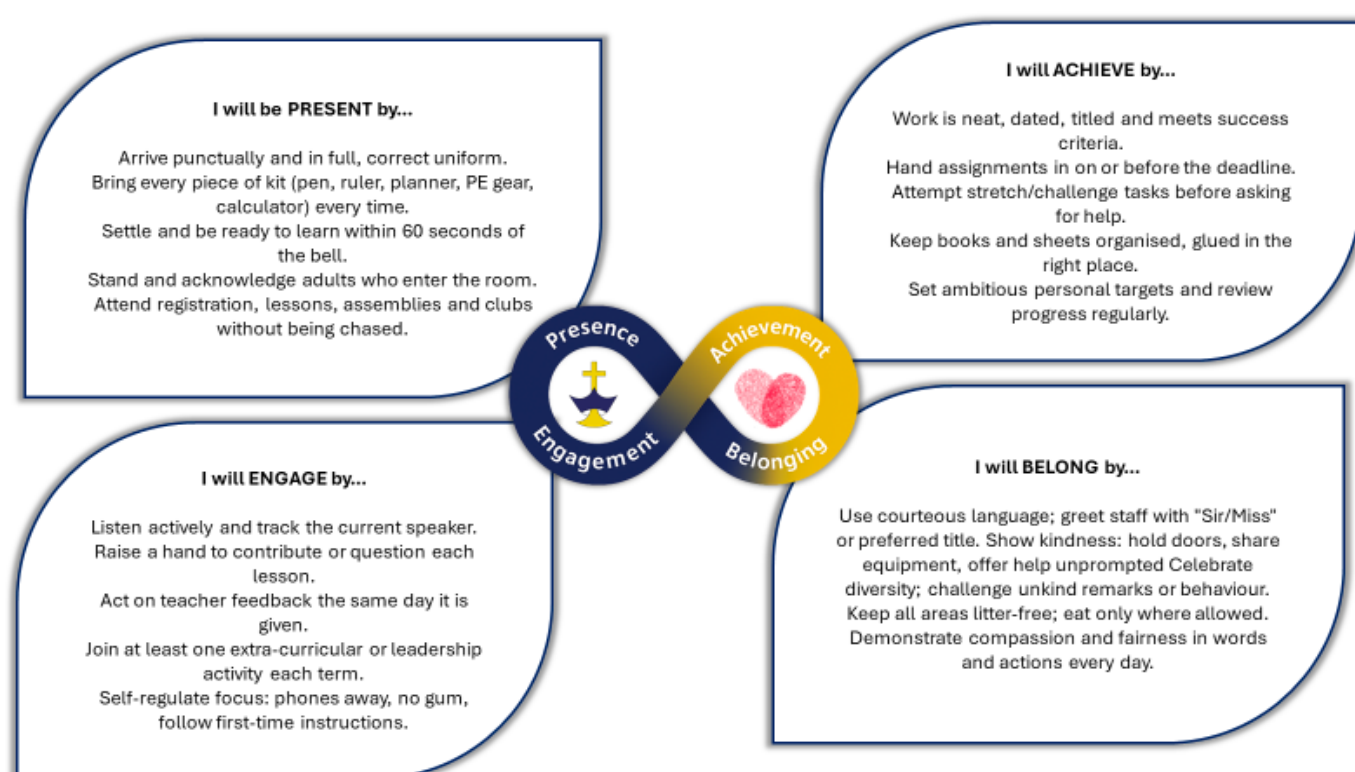 I will be PRESENT by...
Arrive punctually and in full, correct uniform.
Bring every piece of kit (pen, ruler, planner, PE gear,
calculator) every time.
Settle and be ready to learn within 60 seconds of
the bell.
Stand and acknowledge adults who enter the room.
Attend registration, lessons, assemblies and clubs
without being chased.
I will ACHIEVE by...
Work is neat, dated, titled and meets success
criteria.
Hand assignments in on or before the deadline.
Attempt stretch/challenge tasks before asking
for help.
Keep books and sheets organised, glued in the
right place.
Set ambitious personal targets and review
progress regularly.
Presence
Achievement
Engagement
Belonging
I will ENGAGE by...
Listen actively and track the current speaker.
Raise a hand to contribute or question each
lesson.
Act on teacher feedback the same day it is
given.
Join at least one extra-curricular or leadership
activity each term.
Self-regulate focus: phones away, no gum,
follow first-time instructions.
I will BELONG by...
Use courteous language; greet staff with "Sir/Miss"
or preferred title. Show kindness: hold doors, share
equipment, offer help unprompted Celebrate
diversity; challenge unkind remarks or behaviour.
Keep all areas litter-free; eat only where allowed.
Demonstrate compassion and fairness in words
and actions every day.